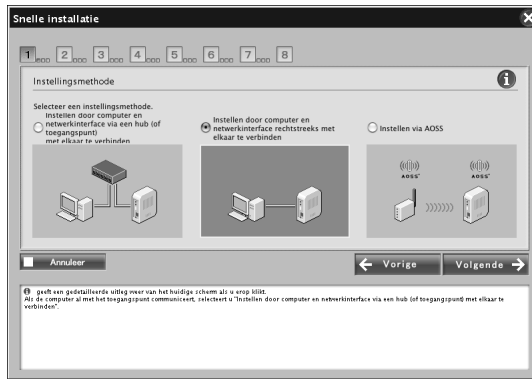 Snelle installatie
1 2 3 4 5 6 7 8
Instellingsmethode
Selecteer een instellingsmethode.
Instellen door computer en
netwerkinterface via een hub (of
toegangspunt)
met elkaar te verbinden
Instellen door computer en
netwerkinterface rechtstreeks met
elkaar te verbinden
Instellen via AOSS
AOSS AOSS
Annuleer
Vorige
Volgende
geeft een gedetailleerde uitleg weer van het huidige scherm als u erop klikt.
Als de computer al met het toegangspunt communiceert, selecteert u "Instellen door computer en netwerkinterface via een hub (of toegangspunt) met elkaar te
verbinden".